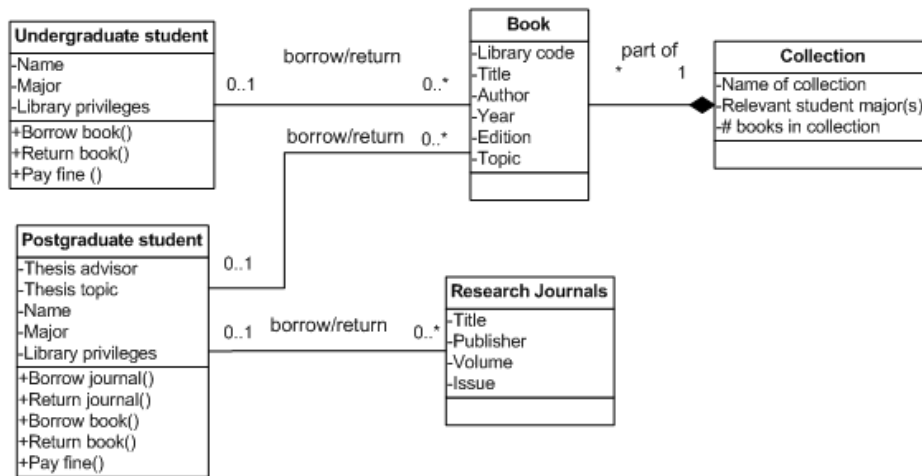 Undergraduate student
-Name
-Major
-Library privileges
+Borrow book()
+Return book()
+Pay fine ()
borrow/return
0..1
0..*
Book
-Library code
-Title
-Author
-Year
-Edition
-Topic
part of
*
1
Collection
-Name of collection
-Relevant student major(s)
-# books in collection
borrow/return
0..*
0..1
Postgraduate student
-Thesis advisor
-Thesis topic
-Name
-Major
-Library privileges
+Borrow journal()
+Return journal()
+Borrow book()
+Return book()
+Pay fine()
0..1
borrow/return
0..*
Research Journals
-Title
-Publisher
-Volume
-Issue